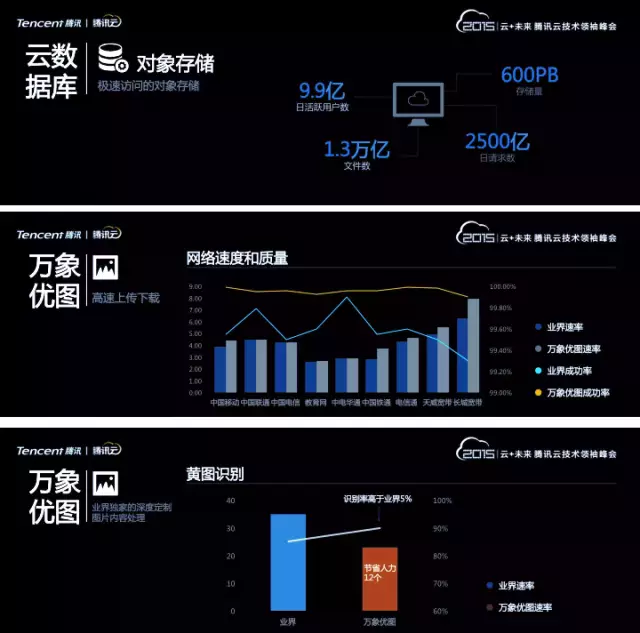 Tencent 腾讯 | 腾讯云
2015 云+未来 腾讯云技术领袖峰会
云数
据库
对象存储
极速访问的对象存储
9.9亿
日活跃用户数
600PB
存储量
1.3万亿
文件数
2500亿
日请求数
Tencent 腾讯 | 腾讯云
2015 云+未来 腾讯云技术领袖峰会
万象
优图
高速上传下载
网络速度和质量
9.00
8.00
7.00
6.00
5.00
4.00
3.00
2.00
1.00
0.00
100.00%
99.80%
99.60%
99.40%
99.20%
99.00%
中国移动 中国联通 中国电信 教育网 中电华通 中国铁通 电信通 天威宽带 长城宽带
业界速率
万象优图速率
业界成功率
万象优图成功率
Tencent 腾讯 | 腾讯云
2015 云+未来 腾讯云技术领袖峰会
万象
优图
业界独家的深度定制
图片内容处理
黄图识别
40
30
20
10
0
识别率高于业界5%
节省人力
12个
100%
90%
80%
70%
60%
业界 万象优图
业界速率
万象优图速率